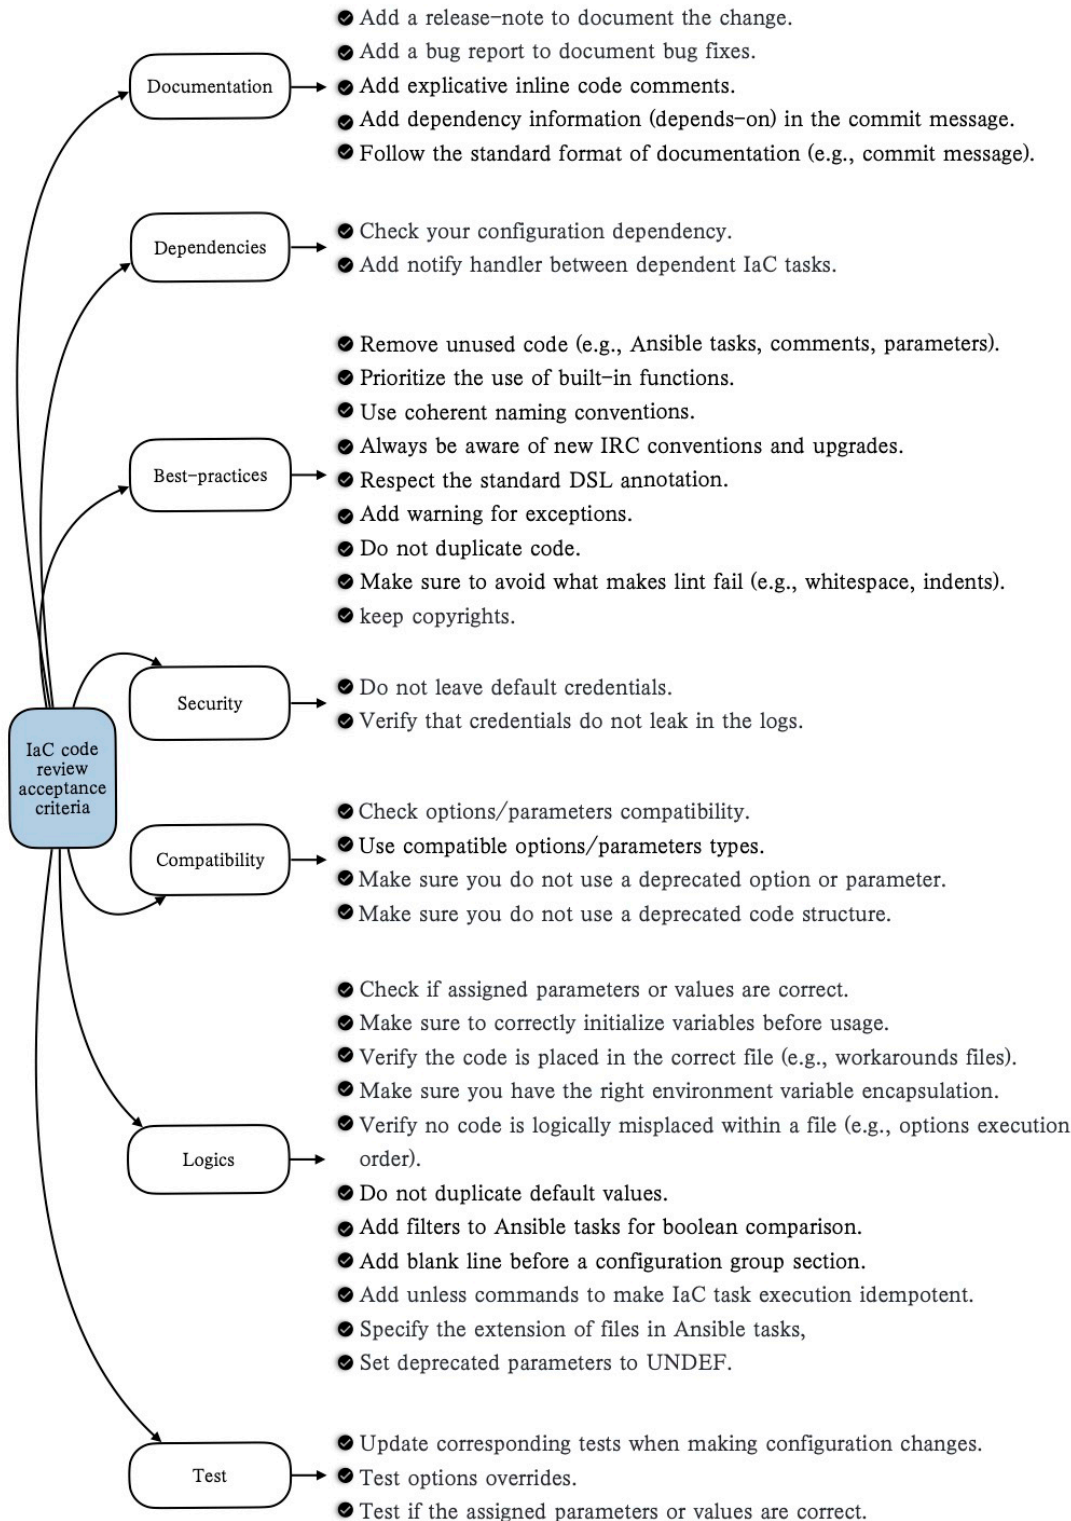 Add a release-note to document the change.
Add a bug report to document bug fixes.
Documentation
Add explicative inline code comments.
Add dependency information (depends-on) in the commit message.
Follow the standard format of documentation (e.g., commit message).
Check your configuration dependency.
Dependencies
Add notify handler between dependent IaC tasks.
Remove unused code (e.g., Ansible tasks, comments, parameters).
Prioritize the use of built-in functions.
Use coherent naming conventions.
Always be aware of new IRC conventions and upgrades.
Best-practices
Respect the standard DSL annotation.
Add warning for exceptions.
Do not duplicate code.
Make sure to avoid what makes lint fail (e.g., whitespace, indents).
keep copyrights.
Do not leave default credentials.
Security
Verify that credentials do not leak in the logs.
IaC code
review
acceptance
criteria
Check options/parameters compatibility.
Use compatible options/parameters types.
Compatibility
Make sure you do not use a deprecated option or parameter.
Make sure you do not use a deprecated code structure.
Check if assigned parameters or values are correct.
Make sure to correctly initialize variables before usage.
Verify the code is placed in the correct file (e.g., workarounds files).
Make sure you have the right environment variable encapsulation.
Verify no code is logically misplaced within a file (e.g., options execution
order).
Logics
Do not duplicate default values.
Add filters to Ansible tasks for boolean comparison.
Add blank line before a configuration group section.
Add unless commands to make IaC task execution idempotent.
Specify the extension of files in Ansible tasks,
Set deprecated parameters to UNDEF.
Update corresponding tests when making configuration changes.
Test
Test options overrides.
Test if the assigned parameters or values are correct.